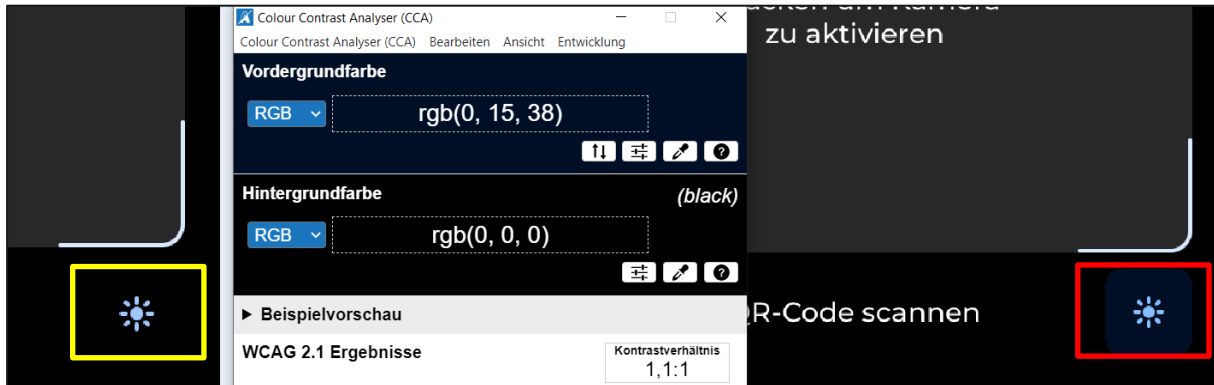 Colour Contrast Analyser (CCA)
Colour Contrast Analyser (CCA) Bearbeiten Ansicht Entwicklung
Vordergrundfarbe
RGB rgb(0, 15, 38)
Hintergrundfarbe (black)
RGB rgb(0, 0, 0)
Beispielvorschau
WCAG 2.1 Ergebnisse
Kontrastverhältnis
1,1:1
zu aktivieren
R-Code scannen